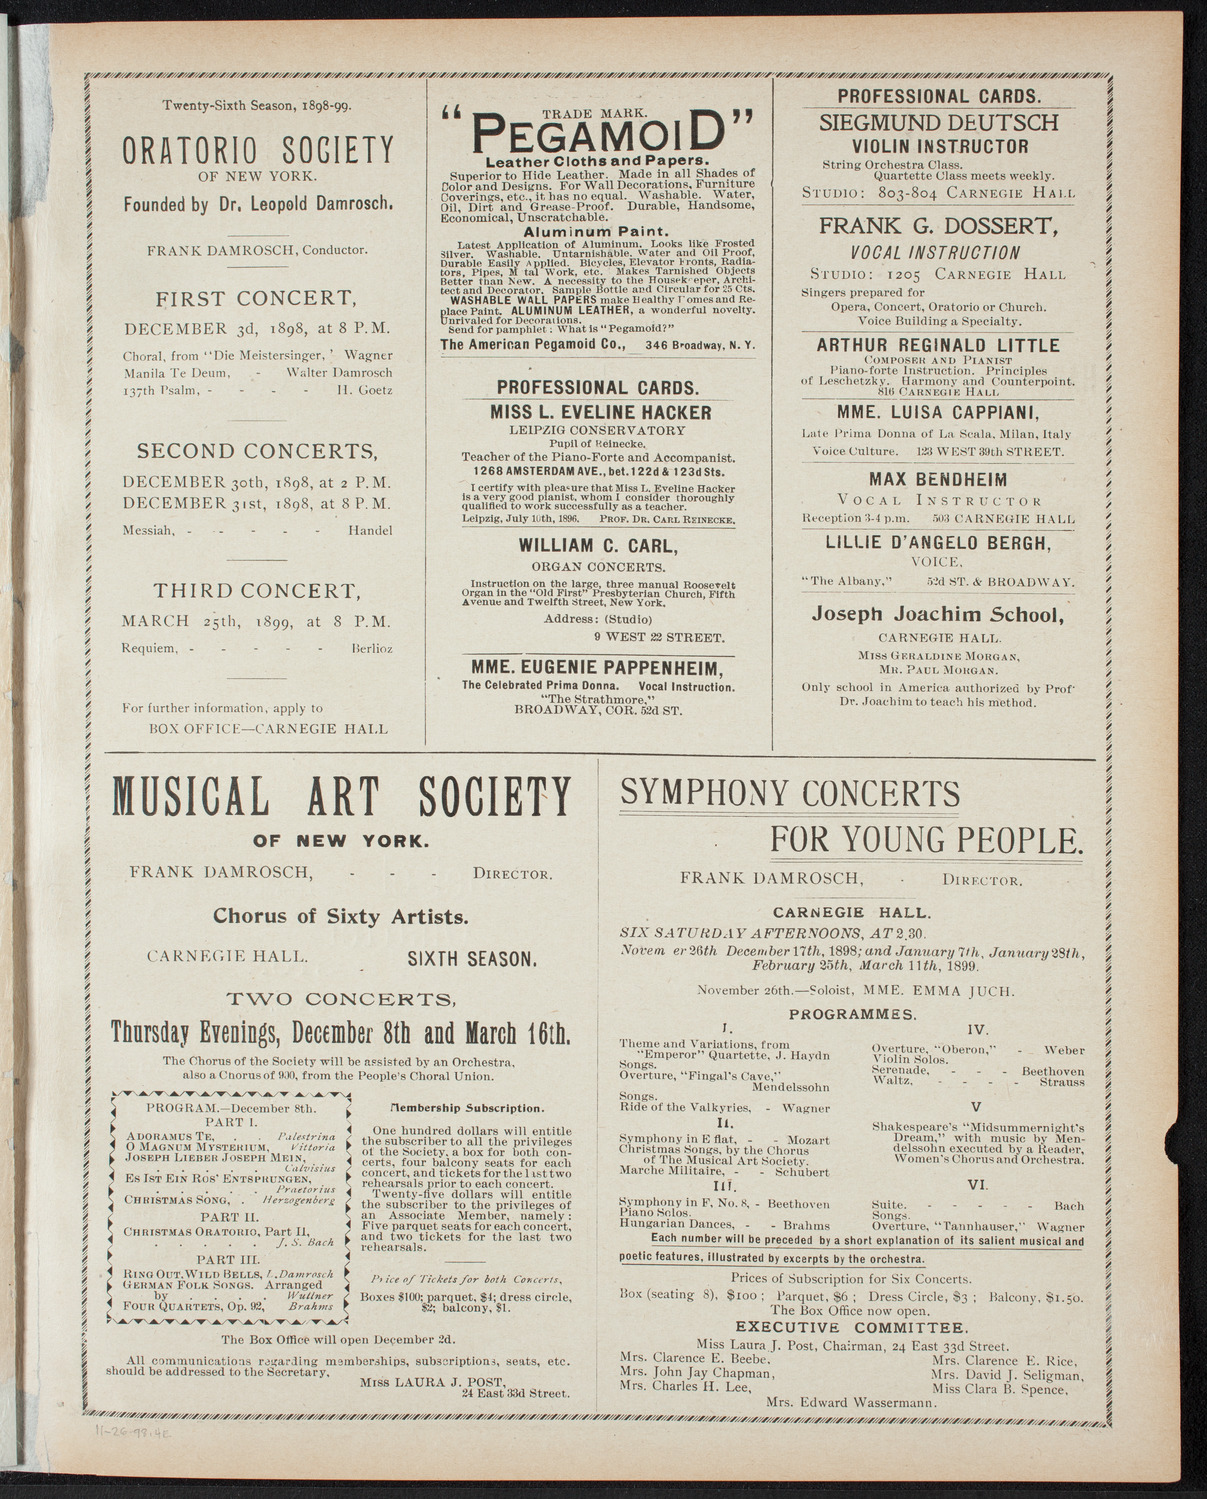 Twenty-Sixth Season, 1898-99.
ORATORIO SOCIETY
OF NEW YORK.
Founded by Dr. Leopold Damrosch.
FRANK DAMROSCH, Conductor.
FIRST CONCERT,
DECEMBER 3d, 1898, at 8 P. M.
Choral, from "Die Meistersinger,' Wagner
Manila Te Deum, - Walter Damrosch
137th Psalm, - - - - H. Goetz
SECOND CONCERTS,
DECEMBER 30th, 1898, at 2 P. M.
DECEMBER 31st, 1898, at 8 P. M.
Messiah, - - - - Handel
THIRD CONCERT,
MARCH 25th, 1899, at 8 P. M.
Requiem, - - - - - Berlioz
For further information, apply to
BOX OFFICE—CARNEGIE HALL
TRADE MARK.
"PEGAMOID"
Leather Cloths and Papers.
Superior to Hide Leather. Made in all Shades of
Color and Designs. For Wall Decorations, Furniture
Coverings, etc., it has no equal. Washable. Water,
Oil, Dirt and Grease-Proof. Durable, Handsome,
Economical, Unscratchable.
Aluminum Paint.
Latest Application of Aluminum. Looks like Frosted
Silver. Washable. Untarnishable. Water and Oil Proof,
Durable Easily Applied. Bicycles, Elevator Fronts, Radia-
tors, Pipes, M tal Work, etc. Makes Tarnished Objects
Better than New. A necessity to the Housek eper, Archi-
tect and Decorator. Sample Bottle and Circular for 25 Cts.
WASHABLE WALL PAPERS make Healthy Homes and Re-
place Paint. ALUMINUM LEATHER, a wonderful novelty.
Unrivaled for Decorations.
Send for pamphlet: What is "Pegamoid?"
The American Pegamoid Co., 346 Broadway, N. Y.
PROFESSIONAL CARDS.
MISS L. EVELINE HACKER
LEIPZIG CONSERVATORY
Pupil of Reinecke.
Teacher of the Piano-Forte and Accompanist.
1268 AMSTERDAM AVE., bet. 122d & 123d Sts.
I certify with pleasure that Miss L. Eveline Hacker
is a very good pianist, whom I consider thoroughly
qualified to work successfully as a teacher.
Leipzig, July 10th, 1896. PROF. DR. CARL REINECKE.
WILLIAM C. CARL,
ORGAN CONCERTS.
Instruction on the large, three manual Roosevelt
Organ in the "Old First" Presbyterian Church, Fifth
Avenue and Twelfth Street, New York.
Address: (Studio)
9 WEST 22 STREET.
MME. EUGENIE PAPPENHEIM,
The Celebrated Prima Donna. Vocal Instruction.
"The Strathmore,"
BROADWAY, COR. 52d ST.
PROFESSIONAL CARDS.
SIEGMUND DEUTSCH
VIOLIN INSTRUCTOR
String Orchestra Class.
Quartette Class meets weekly.
STUDIO: 803-804 CARNEGIE HALL
FRANK G. DOSSERT,
VOCAL INSTRUCTION
STUDIO: 1205 CARNEGIE HALL
Singers prepared for
Opera, Concert, Oratorio or Church.
Voice Building a Specialty.
ARTHUR REGINALD LITTLE
COMPOSER AND PIANIST
Piano-forte Instruction. Principles
of Leschetzky. Harmony and Counterpoint.
816 CARNEGIE HALL
MME. LUISA CAPPIANI,
Late Prima Donna of La Scala, Milan, Italy
Voice Culture. 123 WEST 39th STREET.
MAX BENDHEIM
VOCAL INSTRUCTOR
Reception 3-4 p.m. 503 CARNEGIE HALL
LILLIE D'ANGELO BERGH,
VOICE,
"The Albany," 52d ST. & BROADWAY.
Joseph Joachim School,
CARNEGIE HALL.
MISS GERALDINE MORGAN,
MR. PAUL MORGAN.
Only school in America authorized by Prof
Dr. Joachim to teach his method.
MUSICAL ART SOCIETY
OF NEW YORK.
FRANK DAMROSCH, - - - DIRECTOR.
Chorus of Sixty Artists.
CARNEGIE HALL. SIXTH SEASON.
TWO CONCERTS,
Thursday Evenings, December 8th and March 16th.
The Chorus of the Society will be assisted by an Orchestra,
also a Chorus of 900, from the People's Choral Union.
PROGRAM.—December 8th.
PART I.
ADORAMUS TE, . . Palestrina
O MAGNUM MYSTERIUM, Vittoria
JOSEPH LIEBER JOSEPH MEIN,
. . . . . Calvisius
ES IST EIN ROS' ENTSPRUNGEN,
. . . . . Praetorius
CHRISTMAS SONG, . Herzogenberg
PART II.
CHRISTMAS ORATORIO, Part II,
. . . . . J. S. Bach
PART III.
RING OUT, WILD BELLS, L. Damrosch
GERMAN FOLK SONGS. Arranged
by . . . . Wullner
FOUR QUARTETS, Op. 92, Brahms
Membership Subscription.
One hundred dollars will entitle
the subscriber to all the privileges
of the Society, a box for both con-
certs, four balcony seats for each
concert, and tickets for the last two
rehearsals prior to each concert.
Twenty-five dollars will entitle
the subscriber to the privileges of
an Associate Member, namely:
Five parquet seats for each concert,
and two tickets for the last two
rehearsals.
Price of Tickets for both Concerts,
Boxes $100; parquet, $4; dress circle,
$2; balcony, $1.
The Box Office will open December 2d.
All communications regarding memberships, subscriptions, seats, etc.
should be addressed to the Secretary,
MISS LAURA J. POST,
24 East 33d Street.
SYMPHONY CONCERTS
FOR YOUNG PEOPLE.
FRANK DAMROSCH, - DIRECTOR.
CARNEGIE HALL.
SIX SATURDAY AFTERNOONS, AT 2.30.
Novem er 26th December 17th, 1898; and January 7th, January 28th,
February 25th, March 11th, 1899.
November 26th.—Soloist, MME. EMMA JUCH.
PROGRAMMES.
I.
Theme and Variations, from
"Emperor" Quartette, J. Haydn
Songs.
Overture, "Fingal's Cave,"
Mendelssohn
Songs.
Ride of the Valkyries, - Wagner
II.
Symphony in E flat, - - Mozart
Christmas Songs, by the Chorus
of The Musical Art Society.
Marche Militaire, - - Schubert
III.
Symphony in F, No. 8, - Beethoven
Piano Solos.
Hungarian Dances, - - Brahms
IV.
Overture, "Oberon," - Weber
Violin Solos.
Serenade, - - - Beethoven
Waltz, - - - - Strauss
V
Shakespeare's "Midsummernight's
Dream," with music by Men-
delssohn executed by a Reader,
Women's Chorus and Orchestra.
VI.
Suite. - - - - - Bach
Songs.
Overture, "Tannhauser," Wagner
Each number will be preceded by a short explanation of its salient musical and
poetic features, illustrated by excerpts by the orchestra.
Prices of Subscription for Six Concerts.
Box (seating 8), $100; Parquet, $6; Dress Circle, $3; Balcony, $1.50.
The Box Office now open.
EXECUTIVE COMMITTEE.
Miss Laura J. Post, Chairman, 24 East 33d Street.
Mrs. Clarence E. Beebe, Mrs. Clarence E. Rice,
Mrs. John Jay Chapman, Mrs. David J. Seligman,
Mrs. Charles H. Lee, Miss Clara B. Spence,
Mrs. Edward Wassermann.
11-26-98.4E